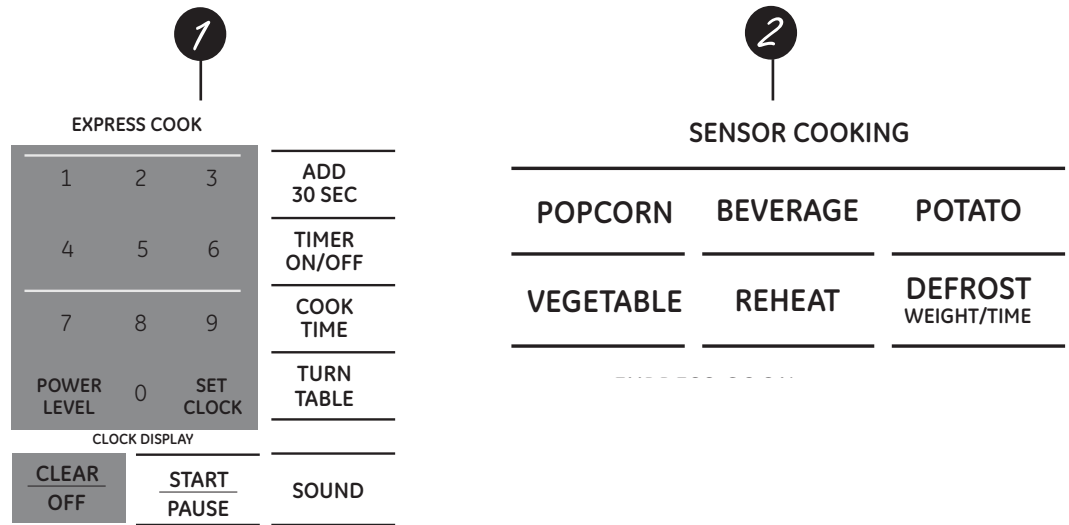 1
EXPRESS COOK
1 2 3
ADD
30 SEC
4 5 6
TIMER
ON/OFF
7 8 9
COOK
TIME
POWER
LEVEL
0
SET
CLOCK
TURN
TABLE
CLOCK DISPLAY
CLEAR
OFF
START
PAUSE
SOUND
2
SENSOR COOKING
POPCORN BEVERAGE POTATO
VEGETABLE REHEAT DEFROST
WEIGHT/TIME